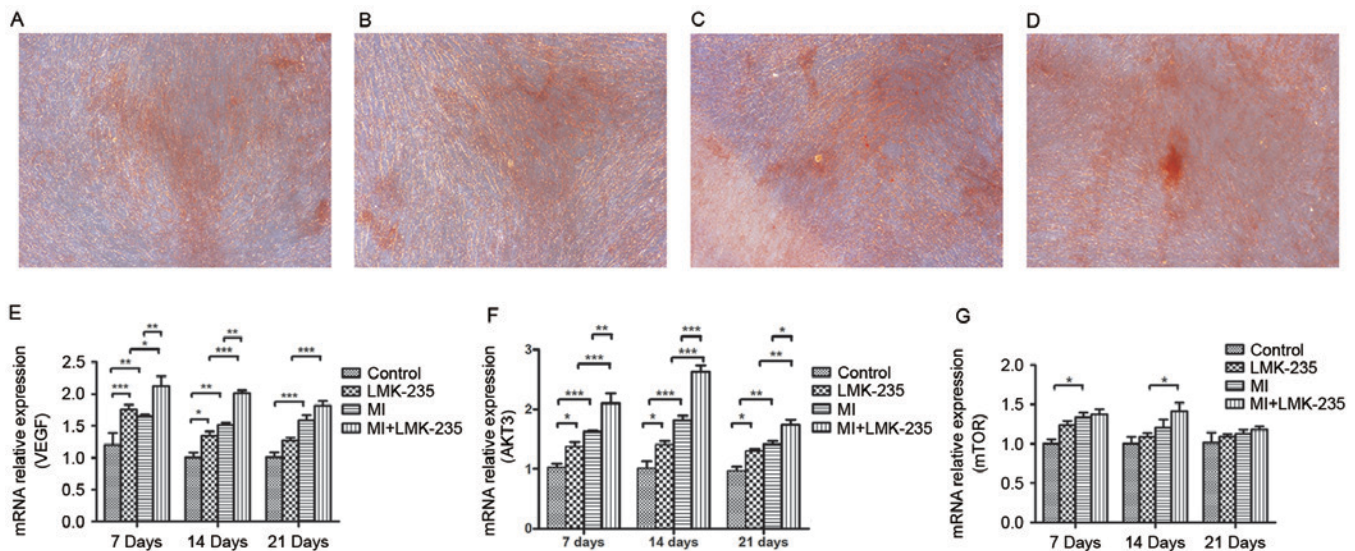 A
B
C
D
E
mRNA relative expression
(VEGF)
2.5
2.0
1.5
1.0
0.5
0.0
** 
*
**
***
**
***
**
*
***
***
7 Days
14 Days
21 Days
Control
LMK-235
MI
MI+LMK-235
F
mRNA relative expression
(AKT3)
3
2
1
0
**
***
***
*
***
***
***
*
*
**
**
*
7 days
14 days
21 days
Control
LMK-235
MI
MI+LMK-235
G
mRNA relative expression
(mTOR)
2.0
1.5
1.0
0.5
0.0
*
*
7 Days
14 Days
21 Days
Control
LMK-235
MI
MI+LMK-235